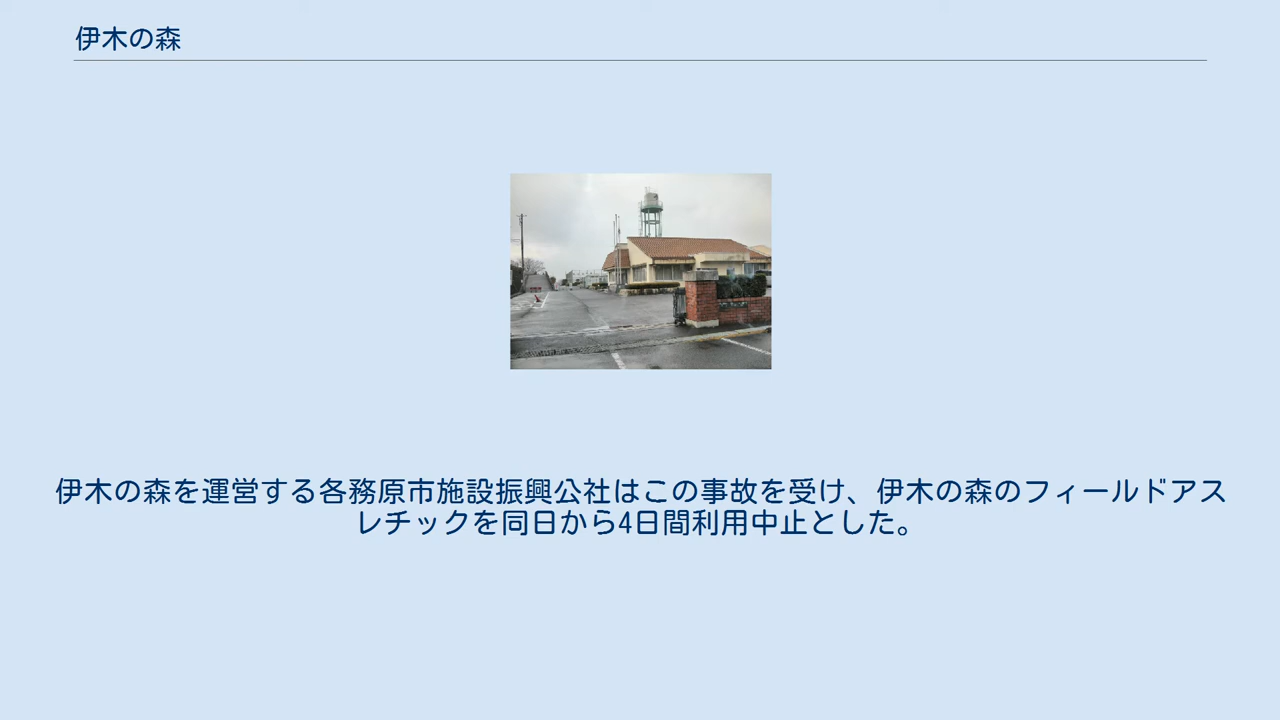 伊木の森
伊木の森を運営する各務原市施設振興公社はこの事故を受け、伊木の森のフィールドアス
レチックを同日から4日間利用中止とした。